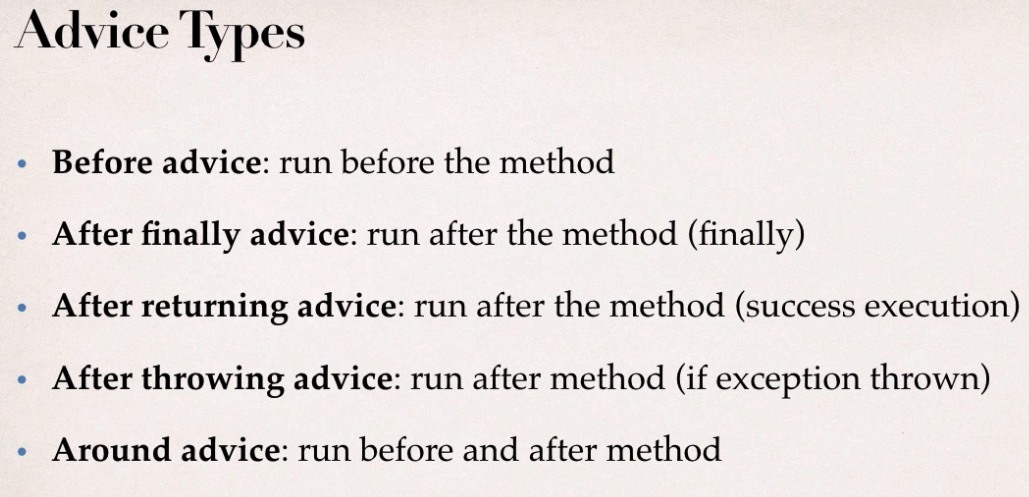 Advice Types
• Before advice: run before the method
• After finally advice: run after the method (finally)
• After returning advice: run after the method (success execution)
• After throwing advice: run after method (if exception thrown)
• Around advice: run before and after method